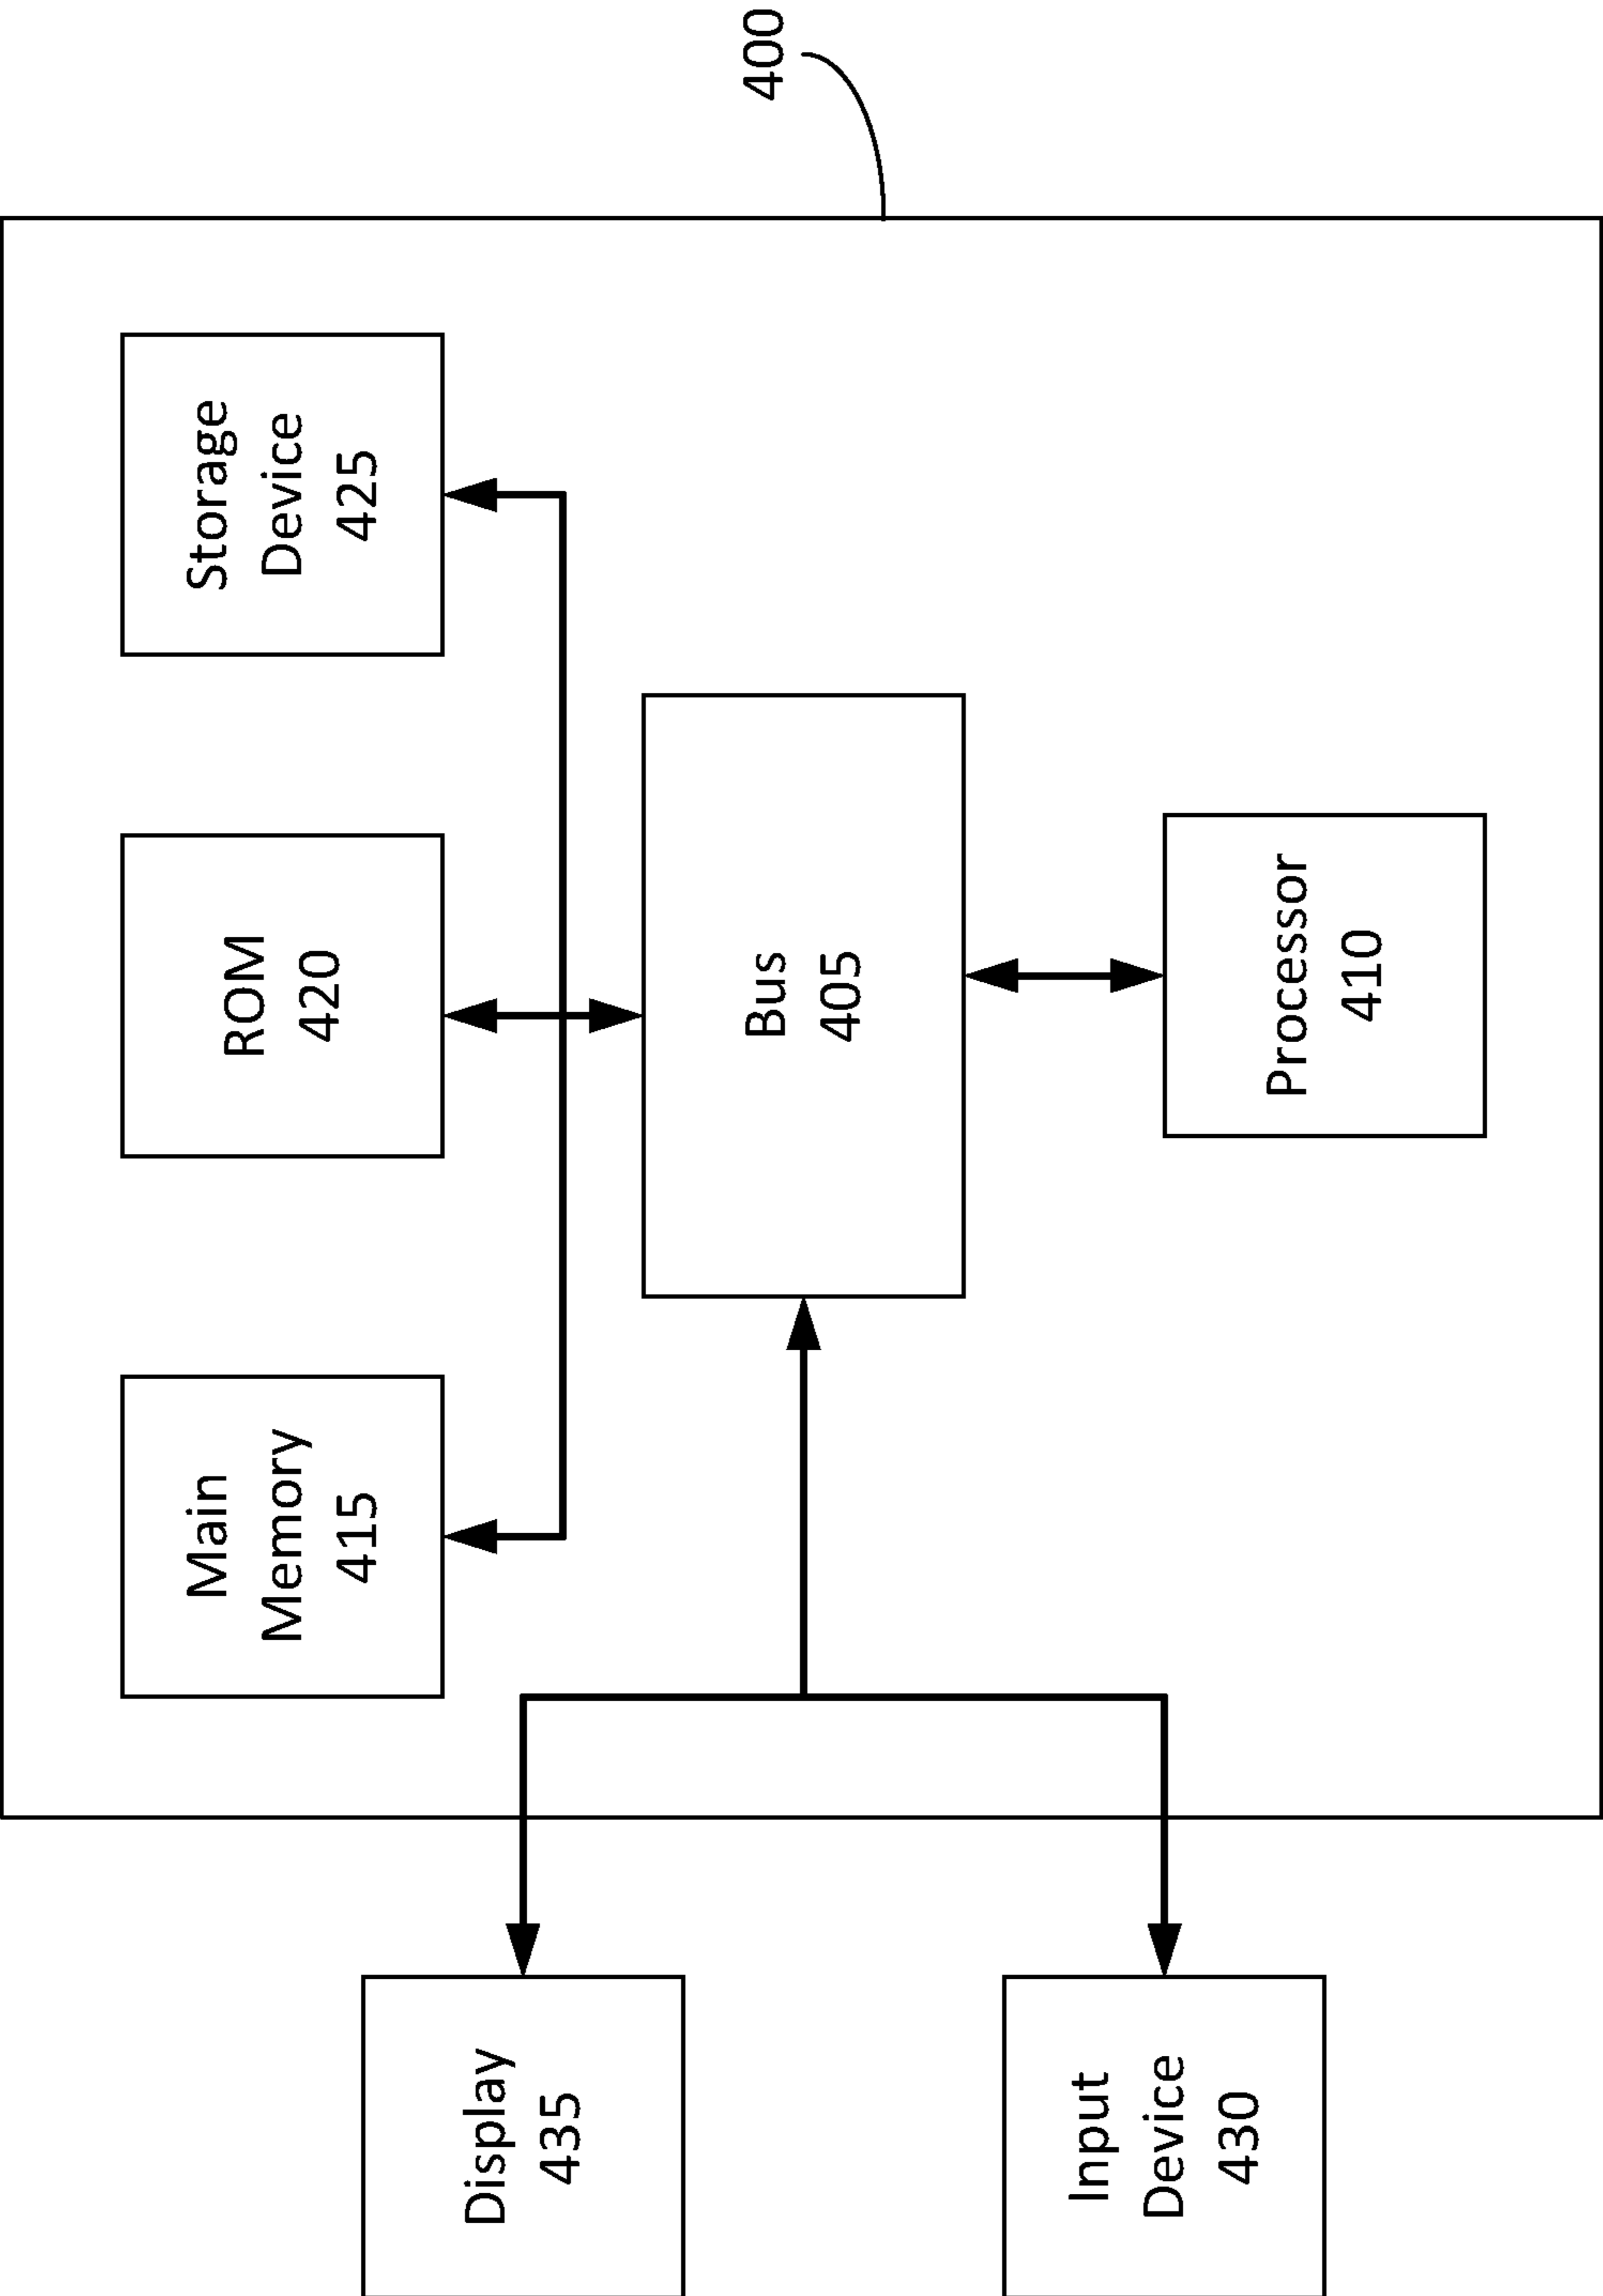 400
Main
Memory
415
ROM
420
Storage
Device
425
Display
435
Bus
405
Input
Device
430
Processor
410